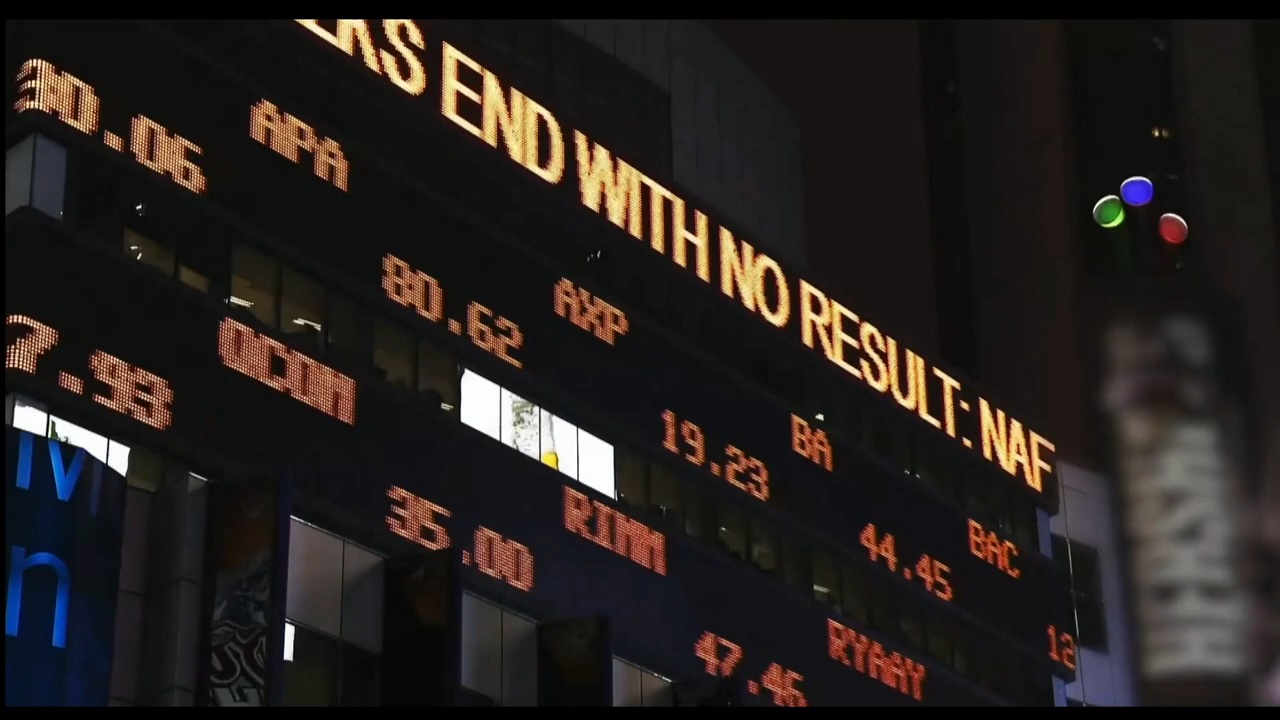 END WITH NO RESULT: NAF
30.06 APA
80.62 AXP
19.23 BA
44.45 BAC
12
7.93 QCOM
35.00 RIMM
47.46 RYAAY